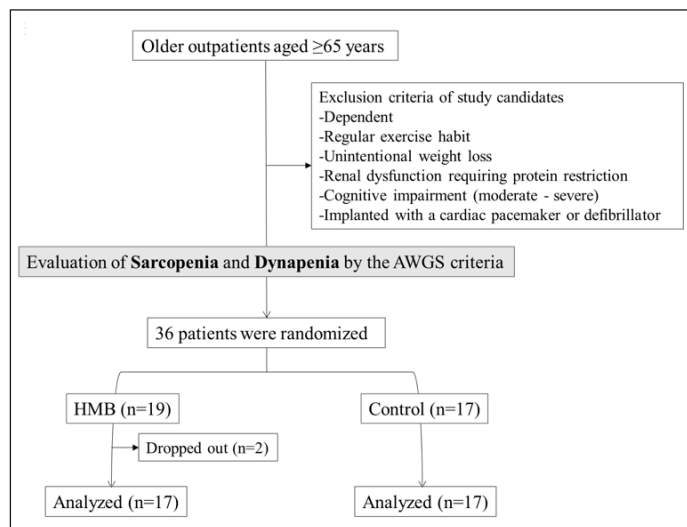 Older outpatients aged ≥65 years
Exclusion criteria of study candidates
-Dependent
-Regular exercise habit
-Unintentional weight loss
-Renal dysfunction requiring protein restriction
-Cognitive impairment (moderate - severe)
-Implanted with a cardiac pacemaker or defibrillator
Evaluation of Sarcopenia and Dynapenia by the AWGS criteria
36 patients were randomized
HMB (n=19)
Control (n=17)
Dropped out (n=2)
Analyzed (n=17)
Analyzed (n=17)